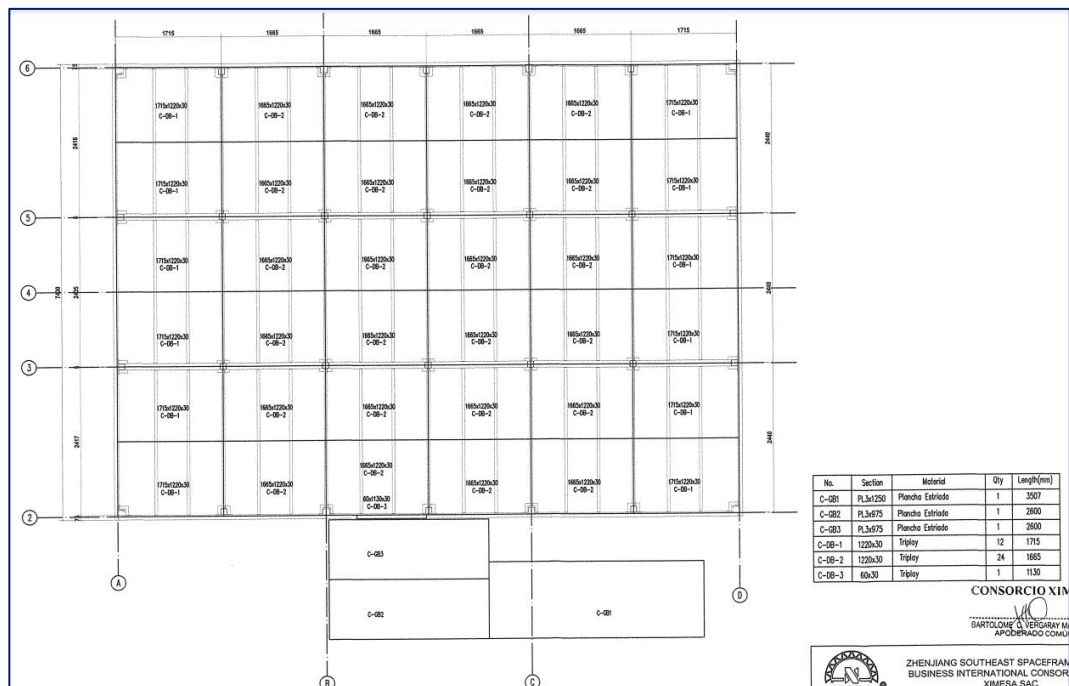 1715 1665 1665 1665 1665 1715
6
1715x1220x30 1665x1220x30 1665x1220x30 1665x1220x30 1665x1220x30 1715x1220x30
C-DB-1 C-DB-2 C-DB-2 C-DB-2 C-DB-2 C-DB-1
2418 2440
1715x1220x30 1665x1220x30 1665x1220x30 1665x1220x30 1665x1220x30 1715x1220x30
C-DB-1 C-DB-2 C-DB-2 C-DB-2 C-DB-2 C-DB-1
5
1715x1220x30 1665x1220x30 1665x1220x30 1665x1220x30 1665x1220x30 1715x1220x30
C-DB-1 C-DB-2 C-DB-2 C-DB-2 C-DB-2 C-DB-1
4
2435 2440
1715x1220x30 1665x1220x30 1665x1220x30 1665x1220x30 1665x1220x30 1715x1220x30
C-DB-1 C-DB-2 C-DB-2 C-DB-2 C-DB-2 C-DB-1
3
1715x1220x30 1665x1220x30 1665x1220x30 1665x1220x30 1665x1220x30 1715x1220x30
C-DB-1 C-DB-2 C-DB-2 C-DB-2 C-DB-2 C-DB-1
2417 2440
1715x1220x30 1665x1220x30 1665x1220x30 1665x1220x30 1665x1220x30 1715x1220x30
C-DB-1 C-DB-2 C-DB-2 C-DB-2 C-DB-2 C-DB-1
60x1130x30
C-DB-3
2
C-GB3
C-GB2 C-GB1
A B C D
No. Section Material Qty Length(mm)
C-GB1 PL3x1250 Plancha Estriada 1 3507
C-GB2 PL3x975 Plancha Estriada 1 2600
C-GB3 PL3x975 Plancha Estriada 1 2600
C-DB-1 1220x30 Triplay 12 1715
C-DB-2 1220x30 Triplay 24 1665
C-DB-3 60x30 Triplay 1 1130
CONSORCIO XIM
BARTOLOME G. VERGARAY M
APODERADO COMÚ
ZHENJIANG SOUTHEAST SPACEFRAM
BUSINESS INTERNATIONAL CONSOR
XIMESA SAC.